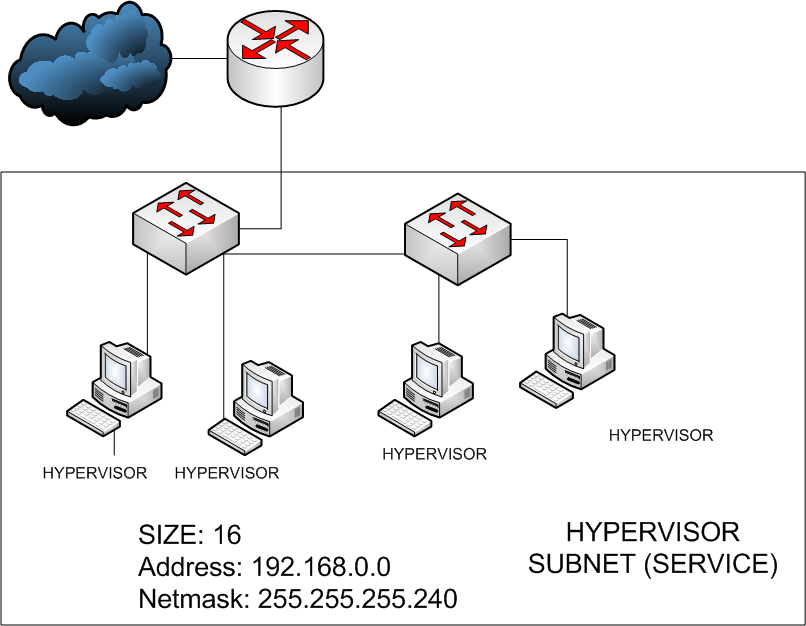 HYPERVISOR
HYPERVISOR
HYPERVISOR
HYPERVISOR
SIZE: 16
Address: 192.168.0.0
Netmask: 255.255.255.240
HYPERVISOR
SUBNET (SERVICE)